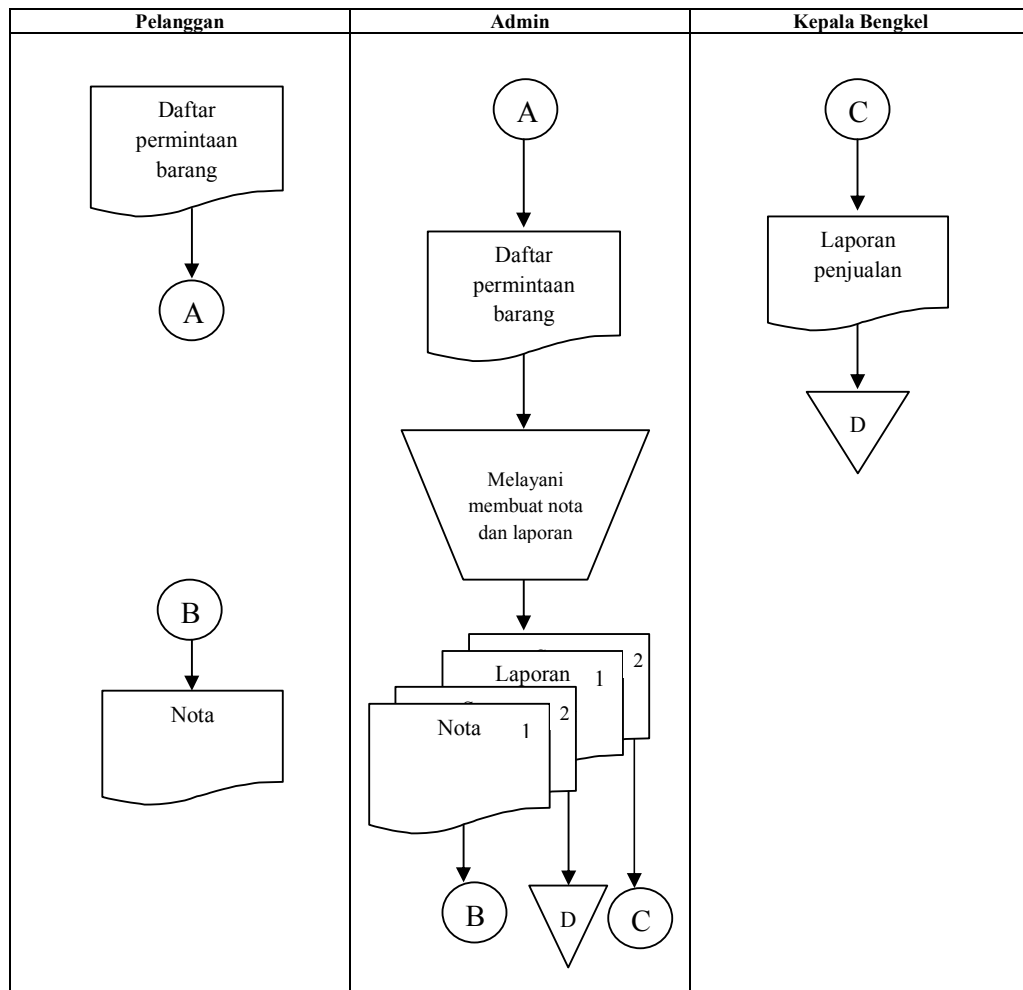 Pelanggan
Admin
Kepala Bengkel
Daftar
permintaan
barang
A
B
Nota
A
Daftar
permintaan
barang
Melayani
membuat nota
dan laporan
2
Laporan
1
2
Nota
1
B
D
C
C
Laporan
penjualan
D